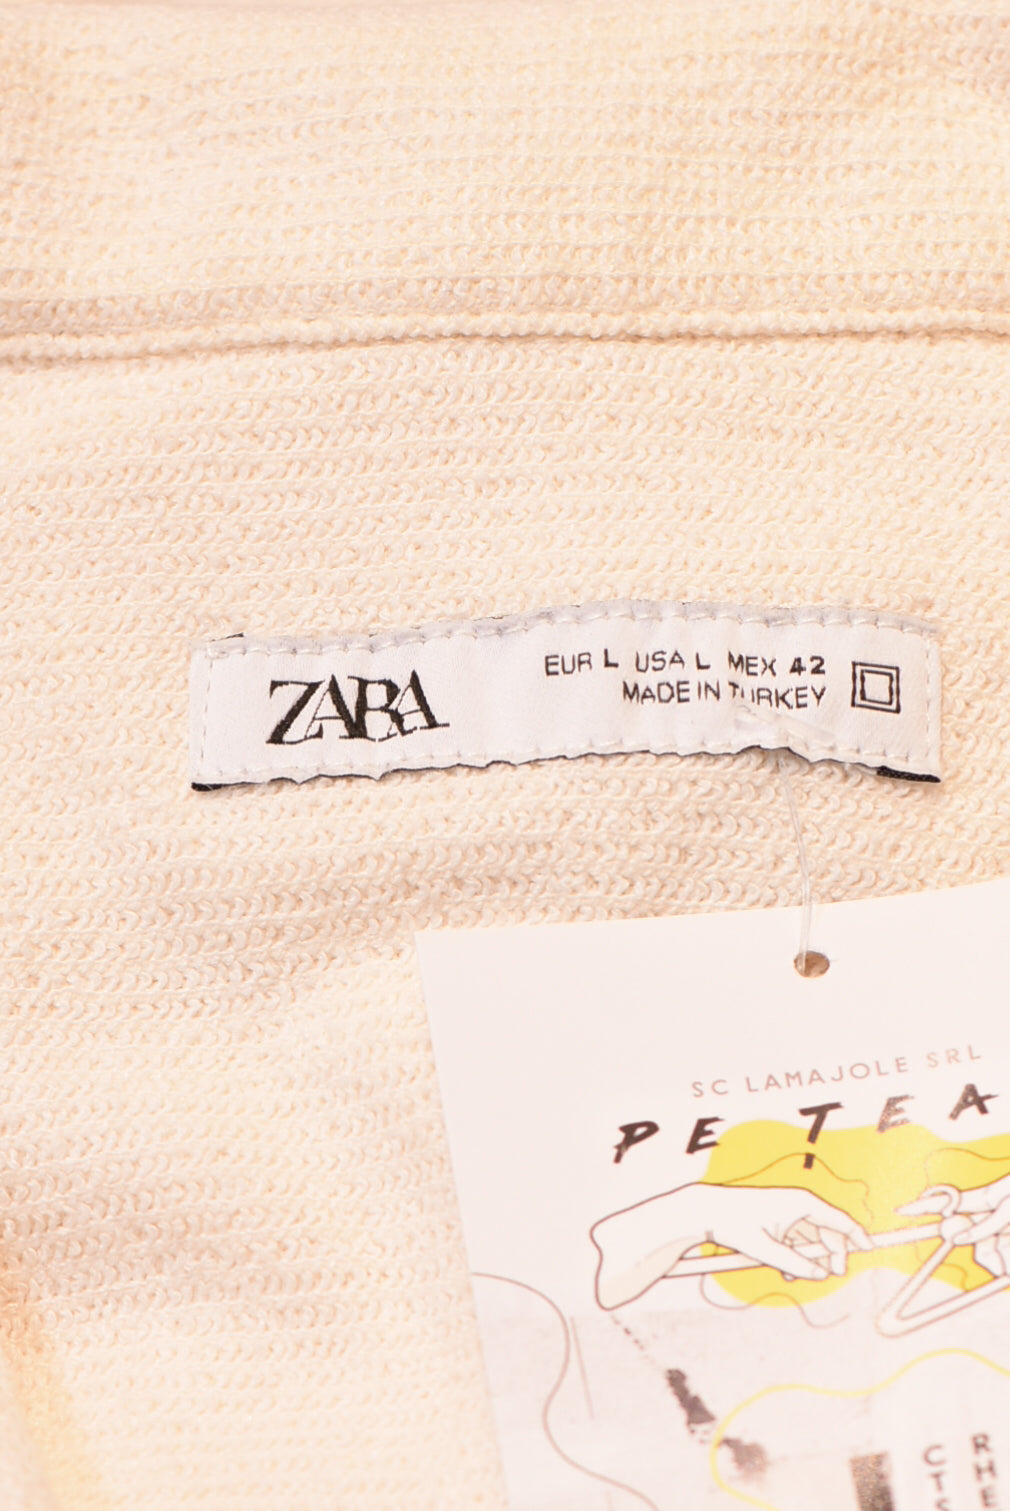 ZARA
EUR L USA L MEX 42
MADE IN TURKEY
SC LAMAJOLE SRL
PE TEA